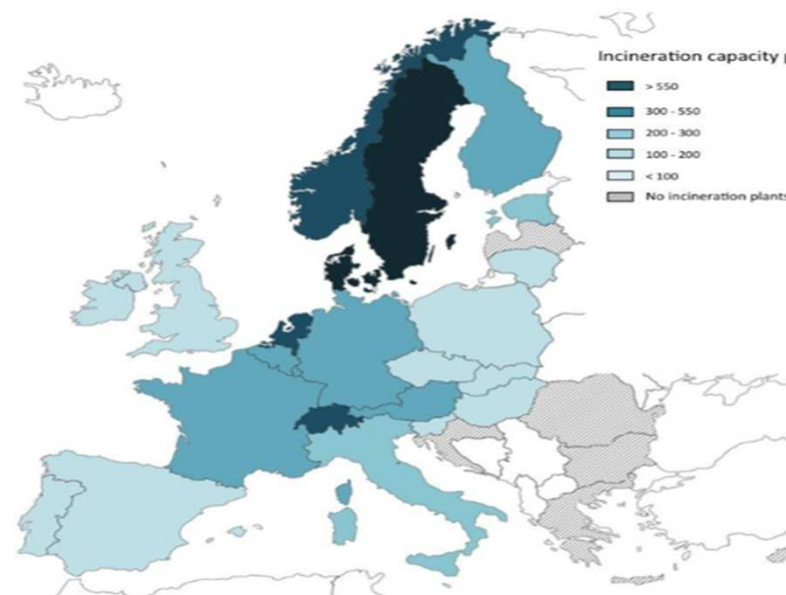 Incineration capacity p
> 550
300 - 550
200 - 300
100 - 200
< 100
No incineration plants